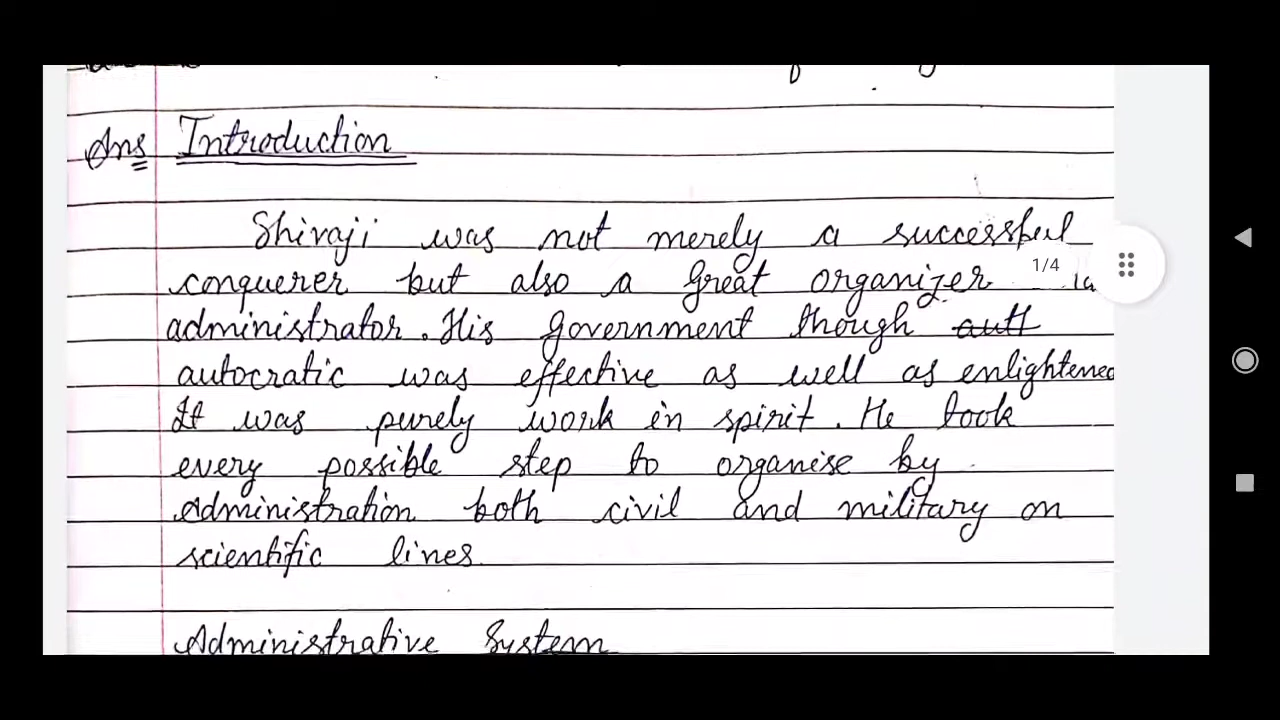 Ans Introduction
Shivaji was not merely a successful
1/4
conquerer but also a great organizer
administrator. His government though autt
autocratic was effective as well as enlightened
It was purely work in spirit. He took
every possible step to organise by
Administration both civil and military on
scientific lines.
Administrative System